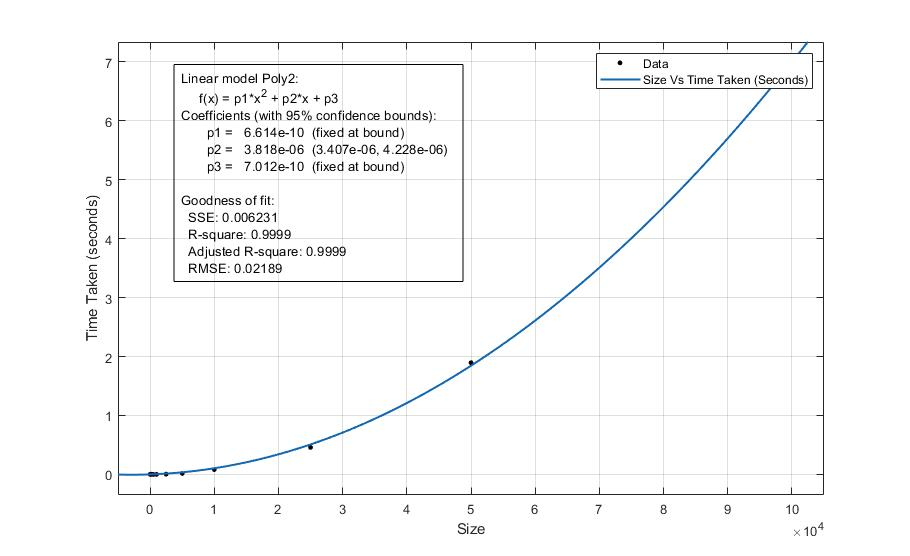 7
6
5
4
3
2
1
0
Time Taken (seconds)
Linear model Poly2:
f(x) = p1*x^2 + p2*x + p3
Coefficients (with 95% confidence bounds):
p1 = 6.614e-10 (fixed at bound)
p2 = 3.818e-06 (3.407e-06, 4.228e-06)
p3 = 7.012e-10 (fixed at bound)
Goodness of fit:
SSE: 0.006231
R-square: 0.9999
Adjusted R-square: 0.9999
RMSE: 0.02189
Data
Size Vs Time Taken (Seconds)
0 1 2 3 4 5 6 7 8 9 10
Size
×10^4